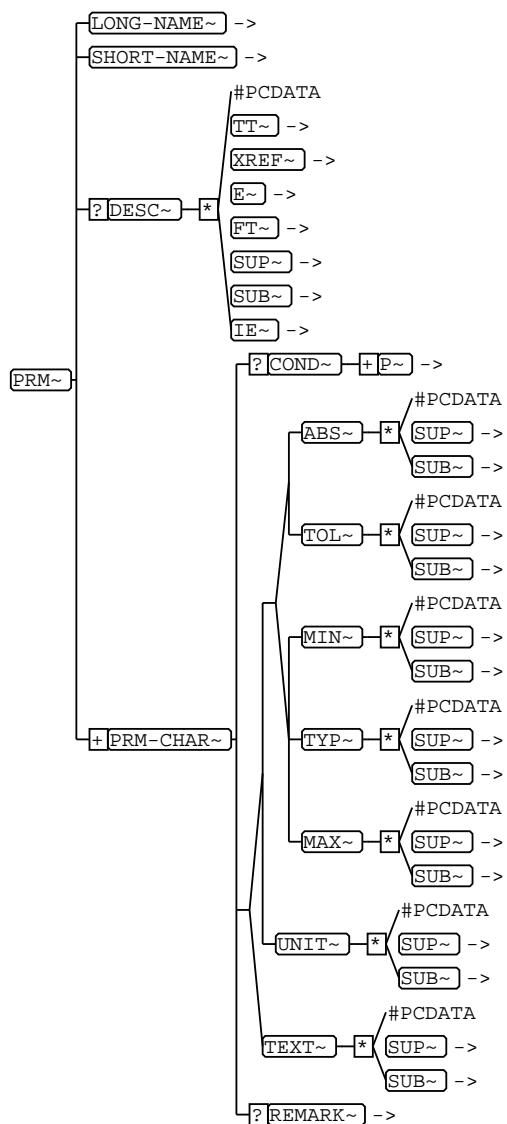 LONG-NAME~ ->
SHORT-NAME~ ->
#PCDATA
TT~ ->
XREF~ ->
E~ ->
? DESC~ * FT~ ->
SUP~ ->
SUB~ ->
IE~ ->
PRM~
? COND~ + P~ ->
#PCDATA
ABS~ * SUP~ ->
SUB~ ->
#PCDATA
TOL~ * SUP~ ->
SUB~ ->
#PCDATA
MIN~ * SUP~ ->
SUB~ ->
#PCDATA
+ PRM-CHAR~ TYP~ * SUP~ ->
SUB~ ->
#PCDATA
MAX~ * SUP~ ->
SUB~ ->
#PCDATA
UNIT~ * SUP~ ->
SUB~ ->
#PCDATA
TEXT~ * SUP~ ->
SUB~ ->
? REMARK~ ->